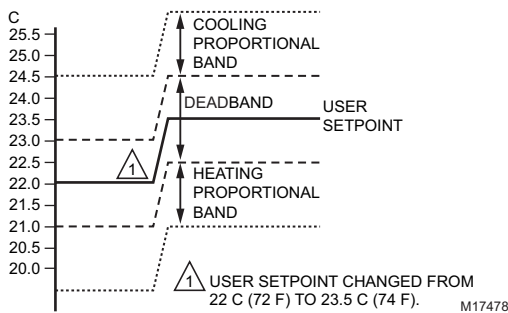 C
25.5
25.0
24.5
24.0
23.5
23.0
22.5
22.0
21.5
21.0
20.5
20.0
COOLING
PROPORTIONAL
BAND
DEADBAND
USER
SETPOINT
1
HEATING
PROPORTIONAL
BAND
1 USER SETPOINT CHANGED FROM
22 C (72 F) TO 23.5 C (74 F).
M17478